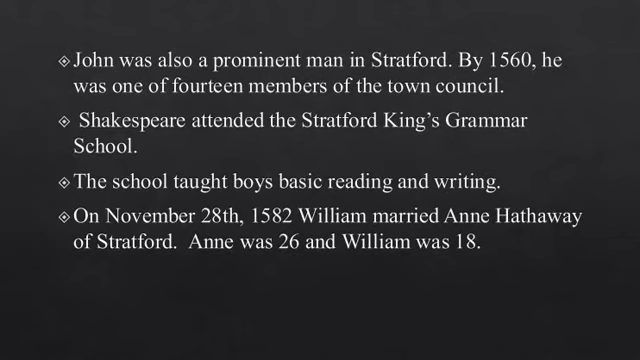 John was also a prominent man in Stratford. By 1560, he
was one of fourteen members of the town council.
Shakespeare attended the Stratford King’s Grammar
School.
The school taught boys basic reading and writing.
On November 28th, 1582 William married Anne Hathaway
of Stratford.  Anne was 26 and William was 18.